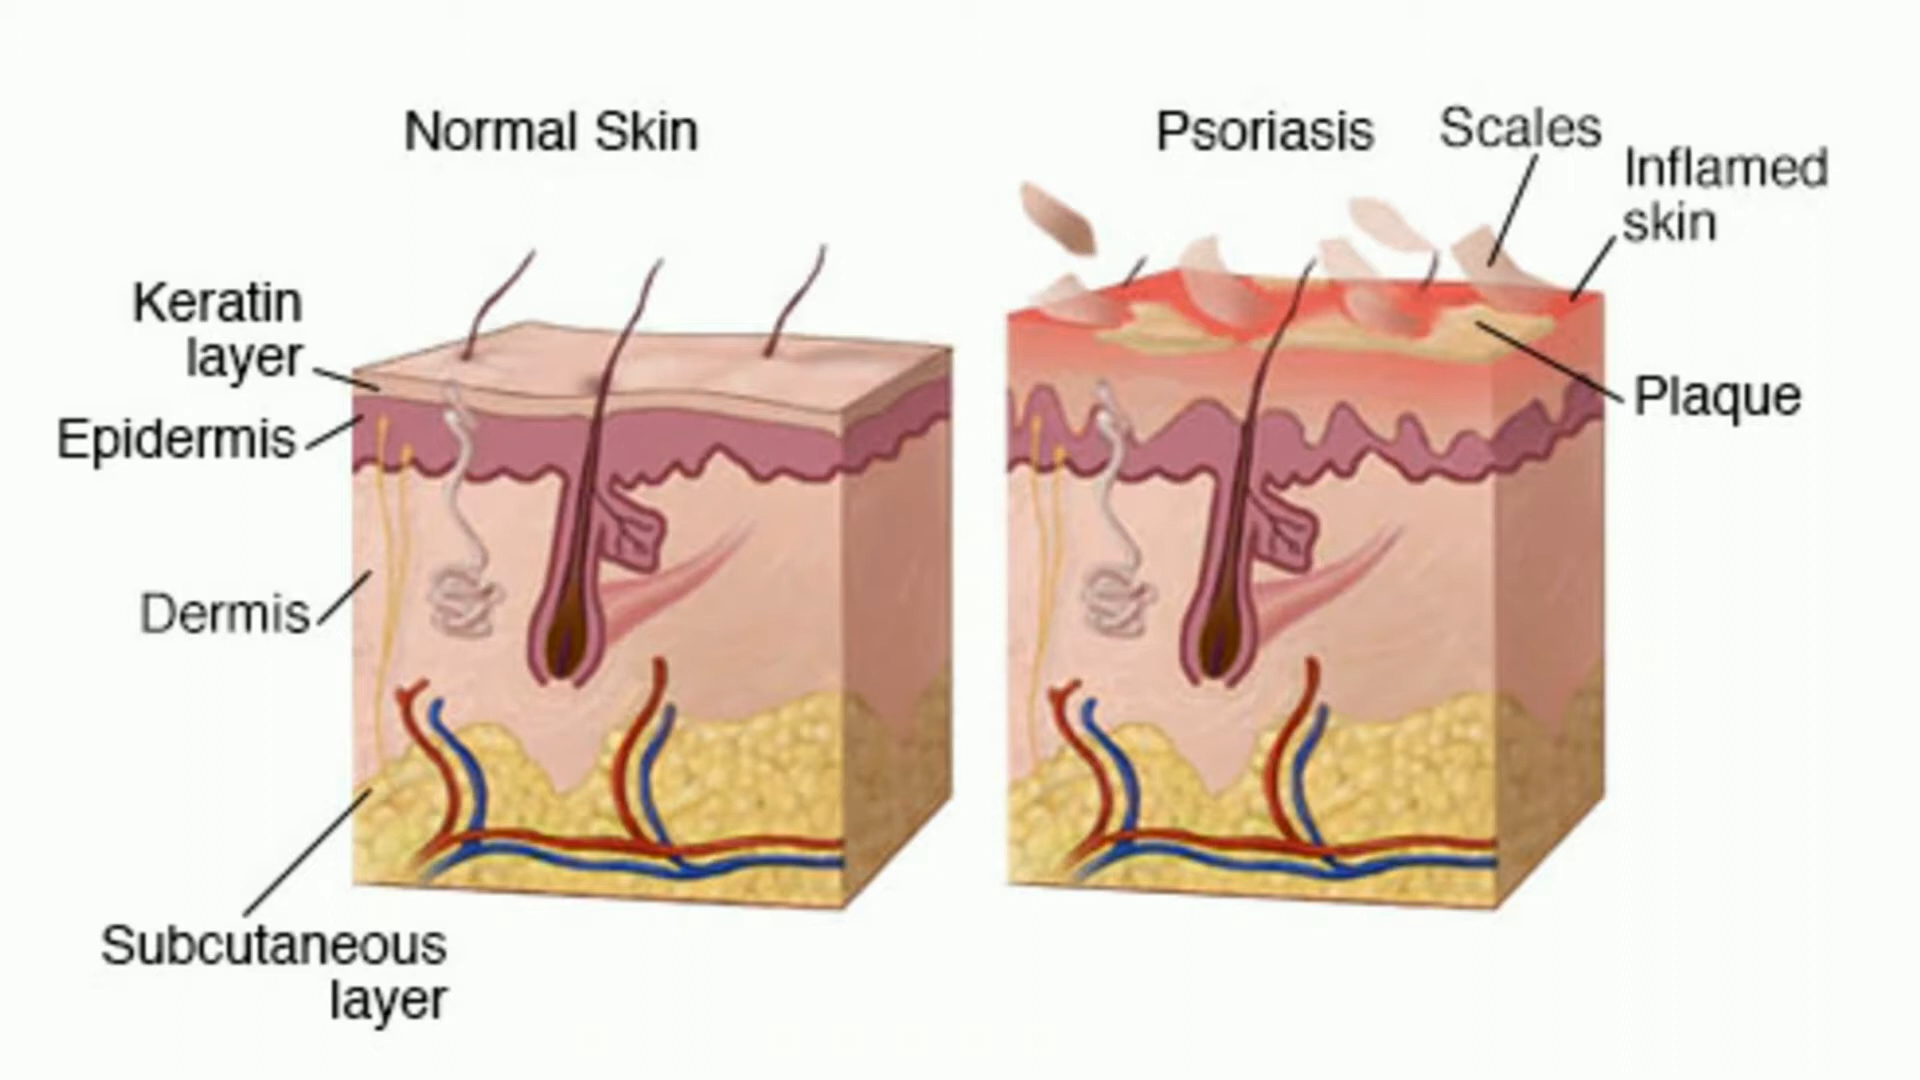 Normal Skin
Keratin
layer
Epidermis
Dermis
Subcutaneous
layer
Psoriasis
Scales
Inflamed
skin
Plaque